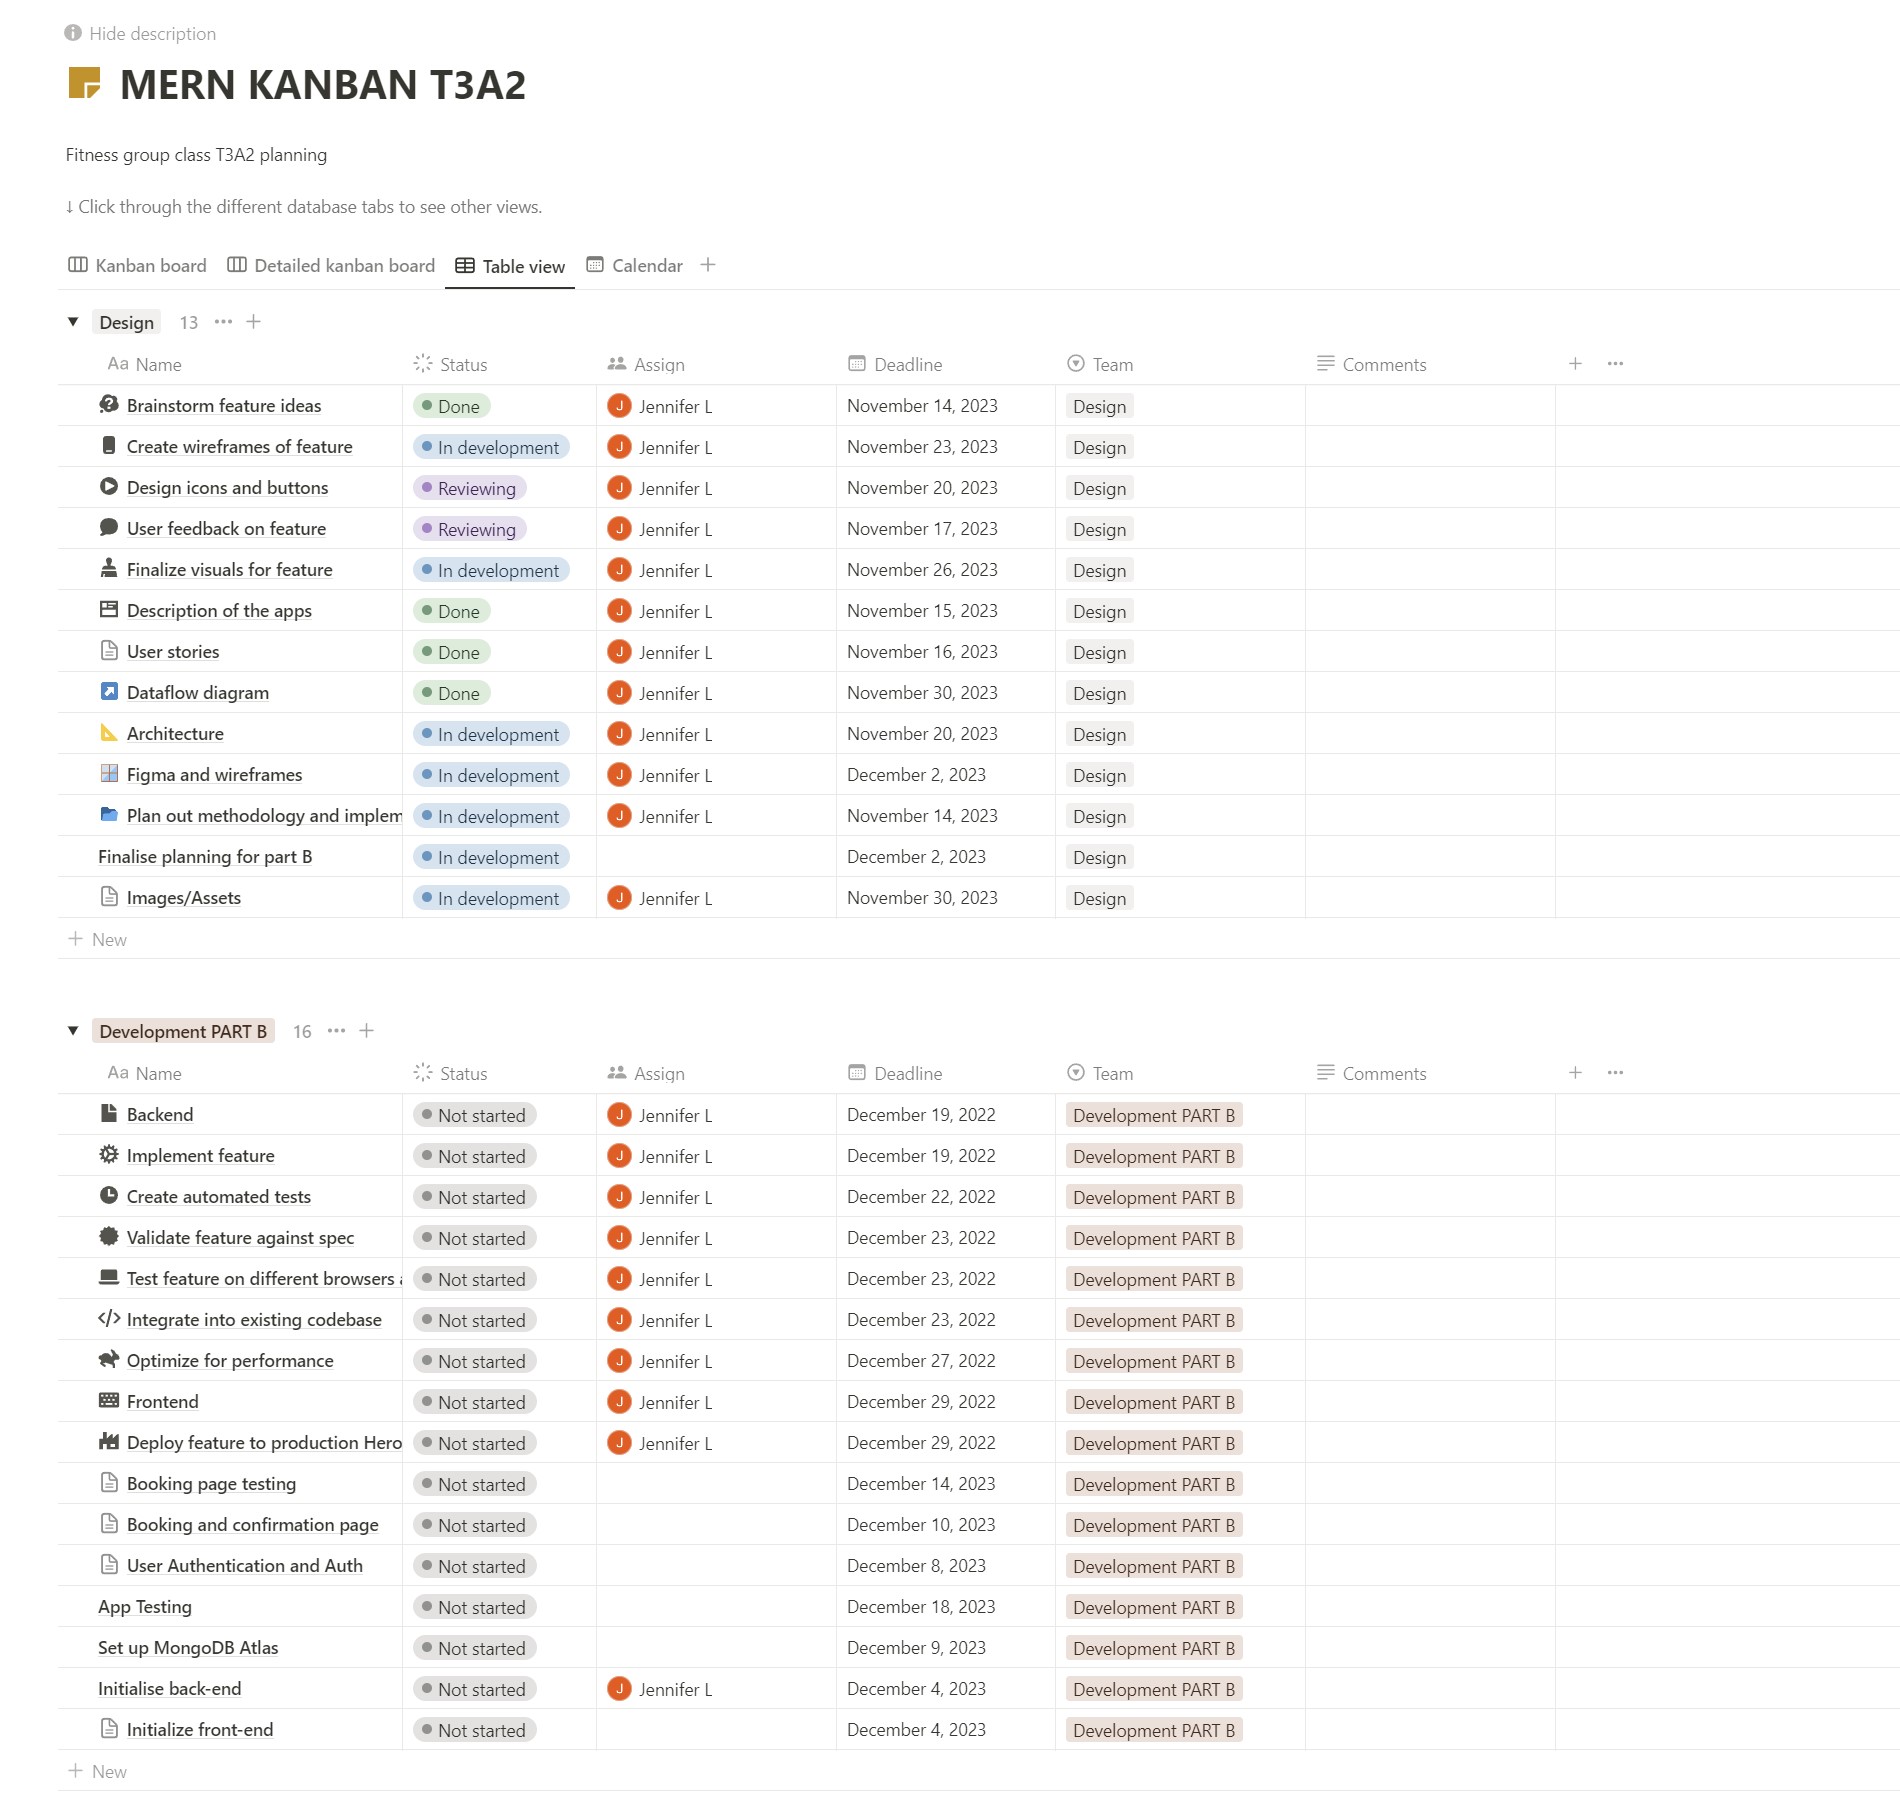 Hide description
MERN KANBAN T3A2
Fitness group class T3A2 planning
↓ Click through the different database tabs to see other views.
Kanban board Detailed kanban board Table view Calendar +
Design 13 ··· +
Aa Name Status Assign Deadline Team Comments + ···
Brainstorm feature ideas Done J Jennifer L November 14, 2023 Design
Create wireframes of feature In development J Jennifer L November 23, 2023 Design
Design icons and buttons Reviewing J Jennifer L November 20, 2023 Design
User feedback on feature Reviewing J Jennifer L November 17, 2023 Design
Finalize visuals for feature In development J Jennifer L November 26, 2023 Design
Description of the apps Done J Jennifer L November 15, 2023 Design
User stories Done J Jennifer L November 16, 2023 Design
Dataflow diagram Done J Jennifer L November 30, 2023 Design
Architecture In development J Jennifer L November 20, 2023 Design
Figma and wireframes In development J Jennifer L December 2, 2023 Design
Plan out methodology and implem In development J Jennifer L November 14, 2023 Design
Finalise planning for part B In development December 2, 2023 Design
Images/Assets In development J Jennifer L November 30, 2023 Design
+ New
Development PART B 16 ··· +
Aa Name Status Assign Deadline Team Comments + ···
Backend Not started J Jennifer L December 19, 2022 Development PART B
Implement feature Not started J Jennifer L December 19, 2022 Development PART B
Create automated tests Not started J Jennifer L December 22, 2022 Development PART B
Validate feature against spec Not started J Jennifer L December 23, 2022 Development PART B
Test feature on different browsers Not started J Jennifer L December 23, 2022 Development PART B
Integrate into existing codebase Not started J Jennifer L December 23, 2022 Development PART B
Optimize for performance Not started J Jennifer L December 27, 2022 Development PART B
Frontend Not started J Jennifer L December 29, 2022 Development PART B
Deploy feature to production Hero Not started J Jennifer L December 29, 2022 Development PART B
Booking page testing Not started December 14, 2023 Development PART B
Booking and confirmation page Not started December 10, 2023 Development PART B
User Authentication and Auth Not started December 8, 2023 Development PART B
App Testing Not started December 18, 2023 Development PART B
Set up MongoDB Atlas Not started December 9, 2023 Development PART B
Initialise back-end Not started J Jennifer L December 4, 2023 Development PART B
Initialize front-end Not started December 4, 2023 Development PART B
+ New